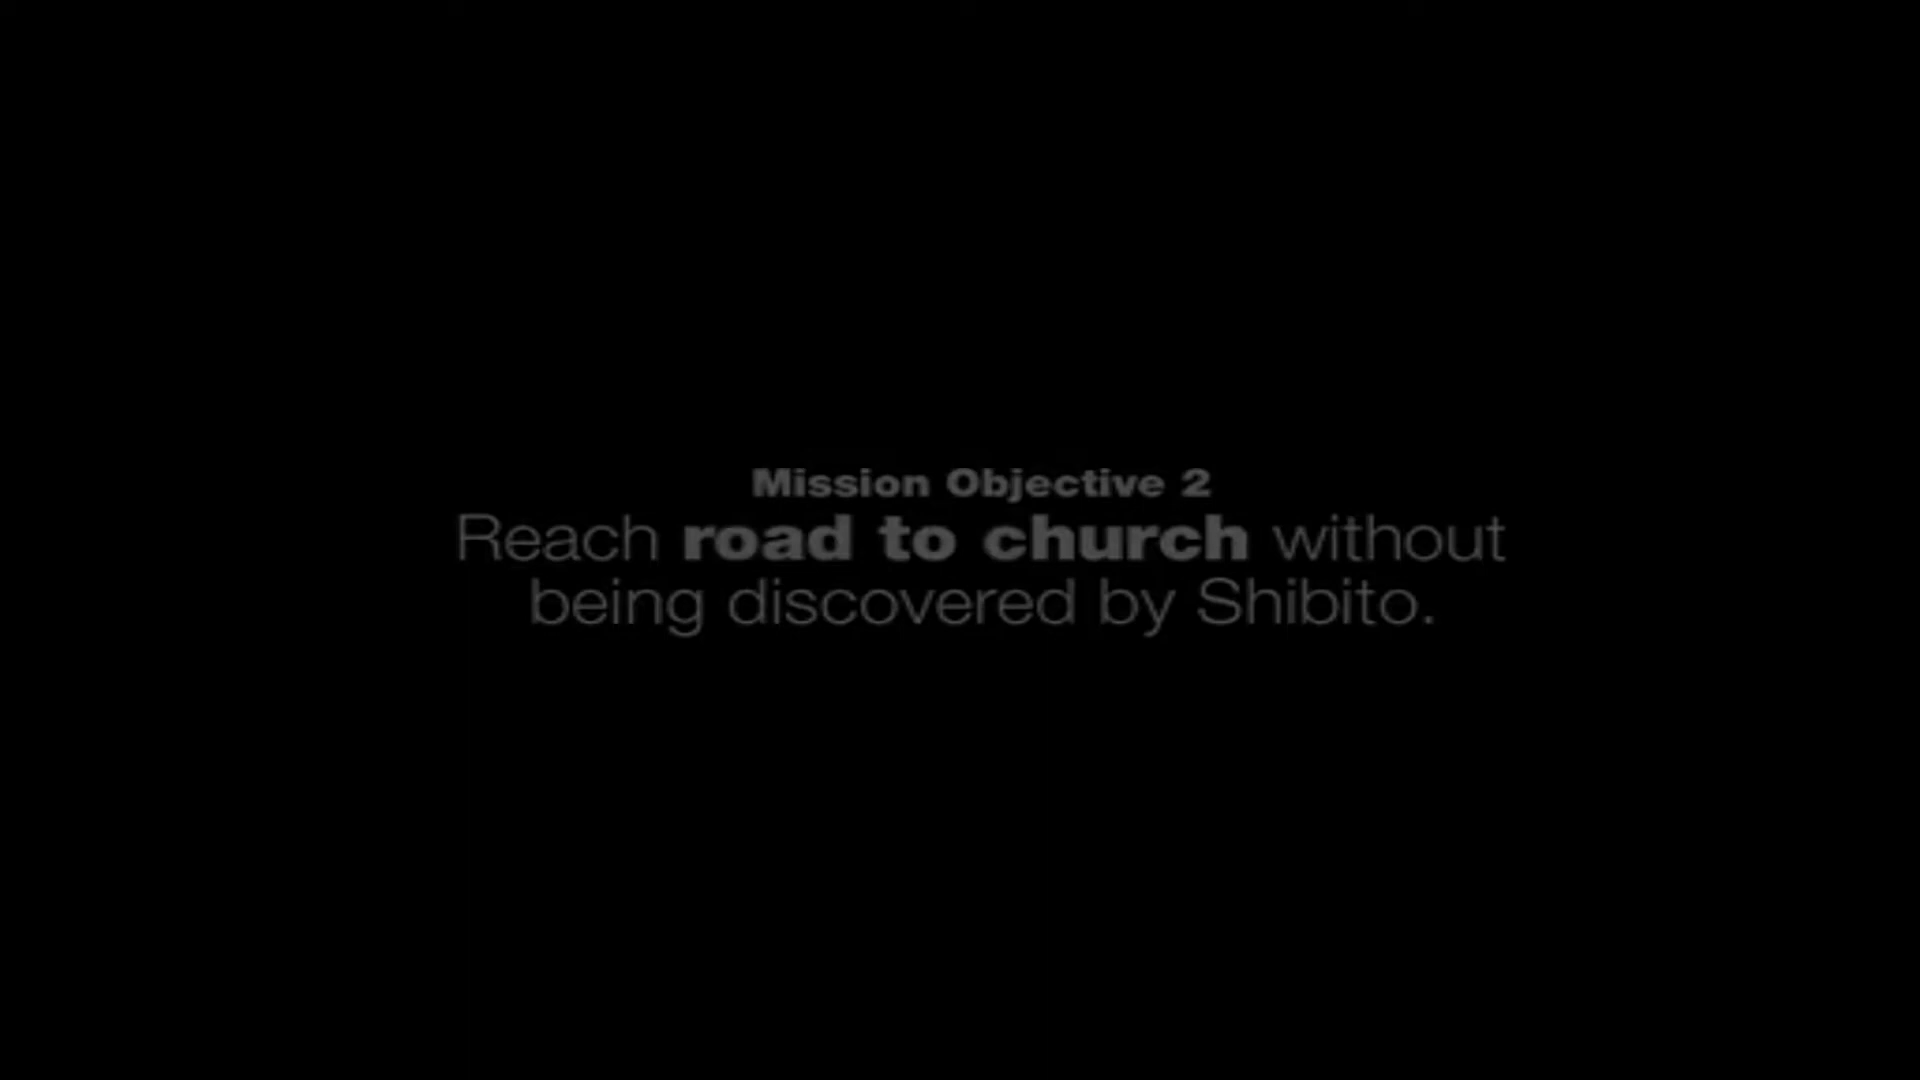 Mission Objective 2
Reach road to church without
being discovered by Shibito.